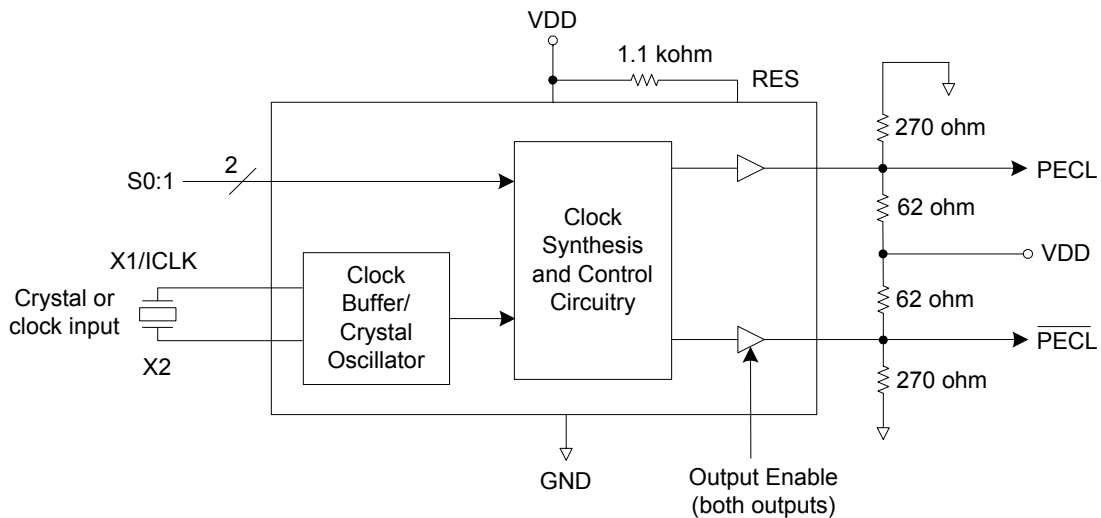 VDD
1.1 kohm
RES
270 ohm
2
S0:1
PECL
62 ohm
Clock
Synthesis
and Control
Circuitry
VDD
X1/ICLK
Clock
Buffer/
Crystal
Oscillator
Crystal or
clock input
62 ohm
X2
PECL
270 ohm
GND
Output Enable
(both outputs)